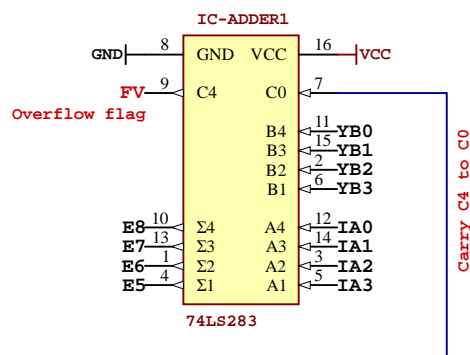 IC-ADDER1
GND 8 GND VCC 16 VCC
FV 9 C4 C0 7
Overflow flag
B4 11 YB0
B3 15 YB1
B2 2 YB2
B1 6 YB3
E8 10 Σ4 A4 12 IA0
E7 13 Σ3 A3 14 IA1
E6 1 Σ2 A2 3 IA2
E5 4 Σ1 A1 5 IA3
74LS283
Carry C4 to C0